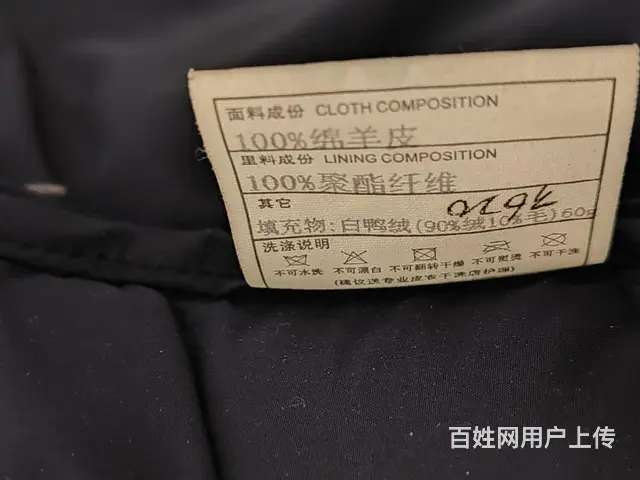 面料成份 CLOTH COMPOSITION
100%绵羊皮
里料成份 LINING COMPOSITION
100%聚酯纤维
其它
填充物:白鸭绒(90%绒10%毛)60g
洗涤说明
不可水洗 不可漂白 不可翻转干燥 不可熨烫 不可干洗
(建议送专业皮衣干洗店护理)
百姓网用户上传